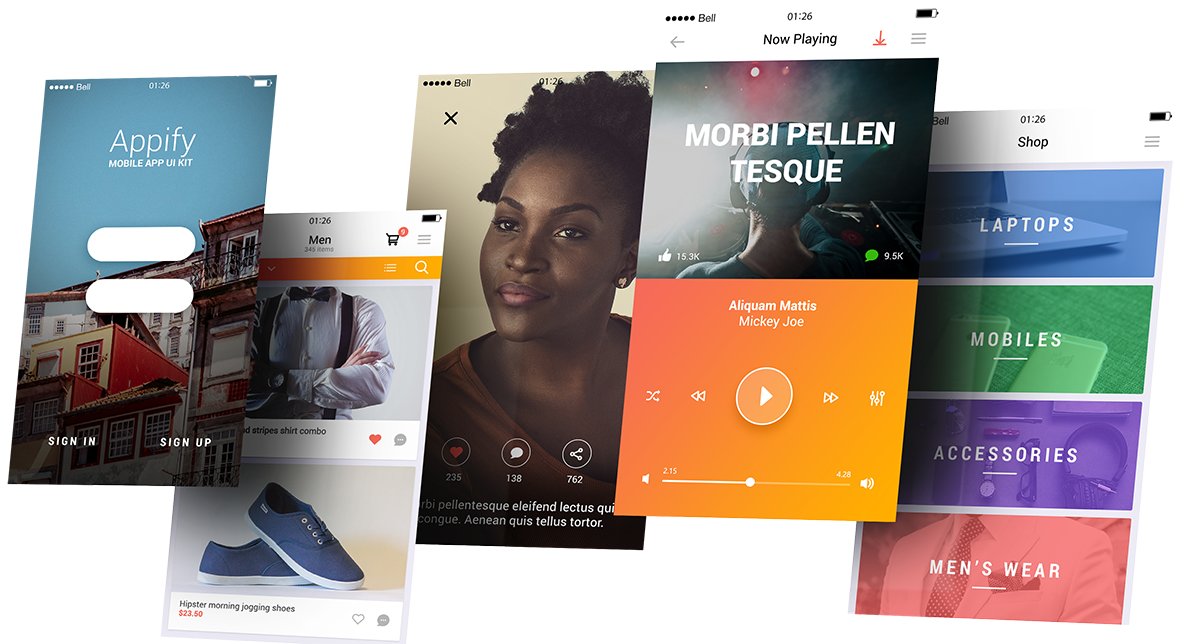 Bell 01:26
Appify
MOBILE APP UI KIT
SIGN IN SIGN UP
01:26
Men
345 items
9
stripes shirt combo
Hipster morning jogging shoes
$23.50
Bell 01:26
235 138 762
pellentesque eleifend lectus qui
congue. Aenean quis tellus tortor.
Bell 01:26
Now Playing
MORBI PELLEN
TESQUE
15.3K 9.5K
Aliquam Mattis
Mickey Joe
2.15 4.28
Bell 01:26
Shop
LAPTOPS
MOBILES
ACCESSORIES
MEN'S WEAR